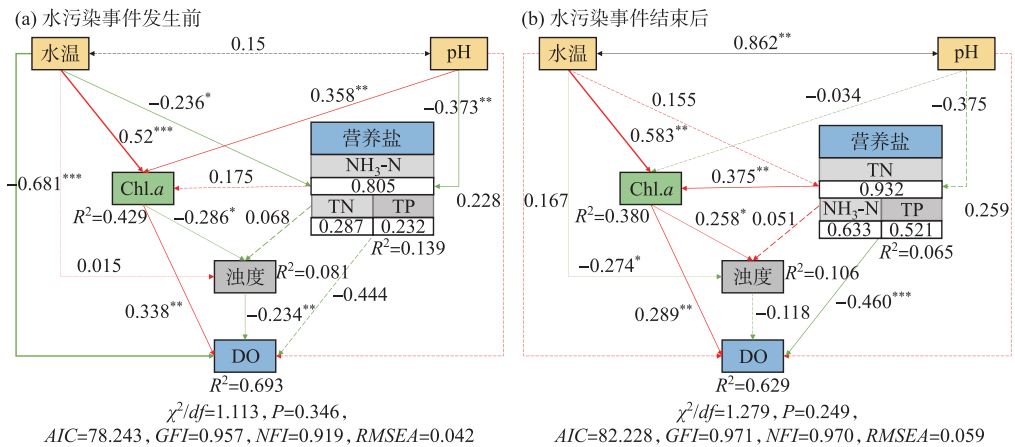 (a) 水污染事件发生前
水温
0.15
pH
−0.236*
0.358**
−0.373**
0.52***
营养盐
NH₃-N
0.805
TN TP
0.287 0.232
R²=0.139
−0.681***
Chl.a
0.175
R²=0.429
−0.286*
0.068
0.228
0.015
浊度
R²=0.081
−0.444
0.338**
−0.234**
DO
R²=0.693
χ²/df=1.113, P=0.346,
AIC=78.243, GFI=0.957, NFI=0.919, RMSEA=0.042
(b) 水污染事件结束后
水温
0.862**
pH
0.155
−0.034
−0.375
0.583**
营养盐
TN
0.932
NH₃-N TP
0.633 0.521
R²=0.065
Chl.a
0.375**
R²=0.380
0.167
0.258*
0.051
0.259
−0.274*
浊度
R²=0.106
−0.460***
0.289**
−0.118
DO
R²=0.629
χ²/df=1.279, P=0.249,
AIC=82.228, GFI=0.971, NFI=0.970, RMSEA=0.059